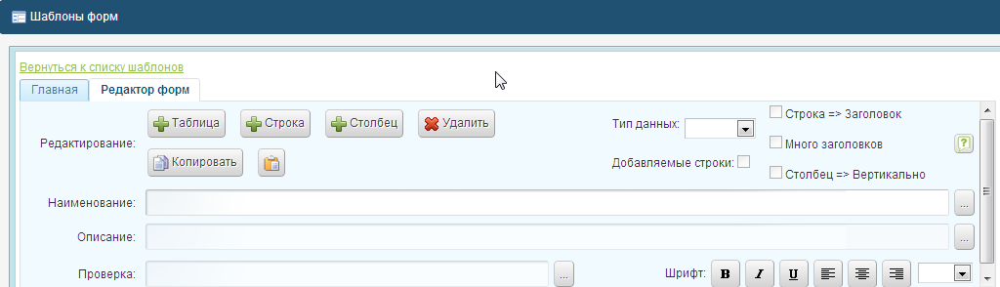 Шаблоны форм
Вернуться к списку шаблонов
Главная Редактор форм
Редактирование: Таблица Строка Столбец Удалить Тип данных: Строка => Заголовок
Много заголовков
?
Копировать Добавляемые строки: Столбец => Вертикально
Наименование: ...
Описание: ...
Проверка: ... Шрифт: B I U